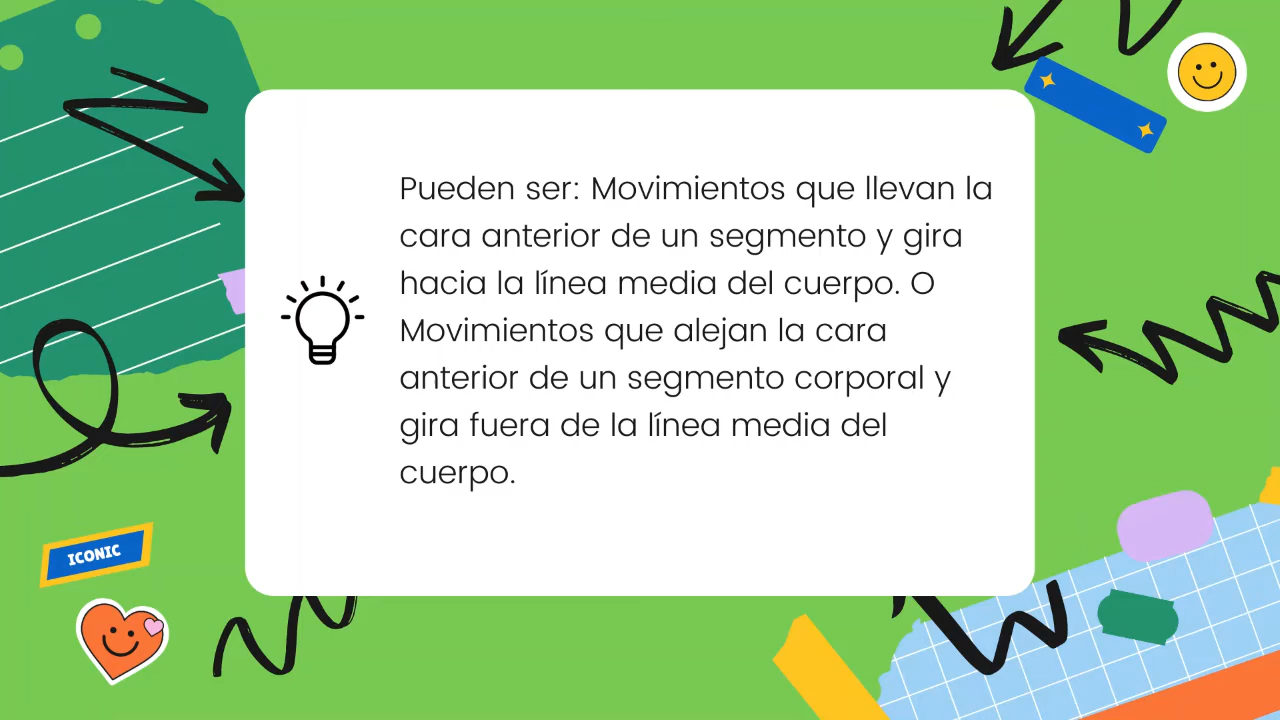 Pueden ser: Movimientos que llevan la
cara anterior de un segmento y gira
hacia la línea media del cuerpo. O
Movimientos que alejan la cara
anterior de un segmento corporal y
gira fuera de la línea media del
cuerpo.
ICONIC